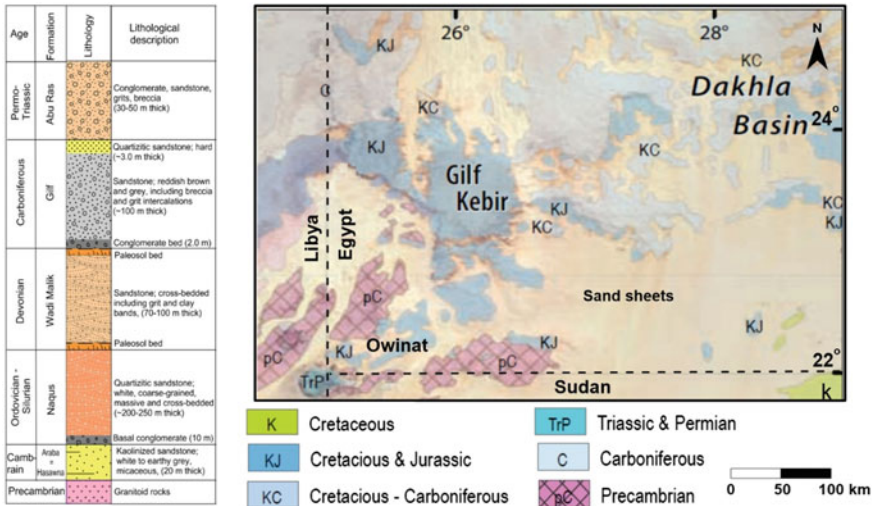 Age
Formation
Lithology
Lithological
description
Permo-
Triassic
Abu Ras
Conglomerate, sandstone,
grits, breccia
(30-50 m thick)
Carboniferous
Gilf
Quartizitic sandstone; hard
(~3.0 m thick)
Sandstone; reddish brown
and grey, including breccia
and grit intercalations
(~100 m thick)
Conglomerate bed (2.0 m)
Devonian
Wadi Malik
Paleosol bed
Sandstone; cross-bedded
including grit and clay
bands, (70-100 m thick)
Paleosol bed
Ordovician -
Silurian
Naqus
Quartizitic sandstone;
white, coarse-grained,
massive and cross-bedded
(~200-250 m thick)
Basal conglomerate (10 m)
Camb-
rain
Araba
Hasawna
Kaolinized sandstone;
white to earthy grey,
micaceous, (20 m thick)
Precambrian
Granitoid rocks
26°
28°
N
KJ
KC
C
KC
Dakhla
Basin
24°
KJ
KC
Gilf
Kebir
KJ
KC
KC
KJ
Libya
Egypt
Sand sheets
pC
KJ
KJ
KJ
Owinat
pC
pC
22°
TrP
Sudan
k
K
Cretaceous
TrP
Triassic & Permian
KJ
Cretacious & Jurrassic
C
Carboniferous
KC
Cretacious - Carboniferous
pC
Precambrian
0
50
100 km